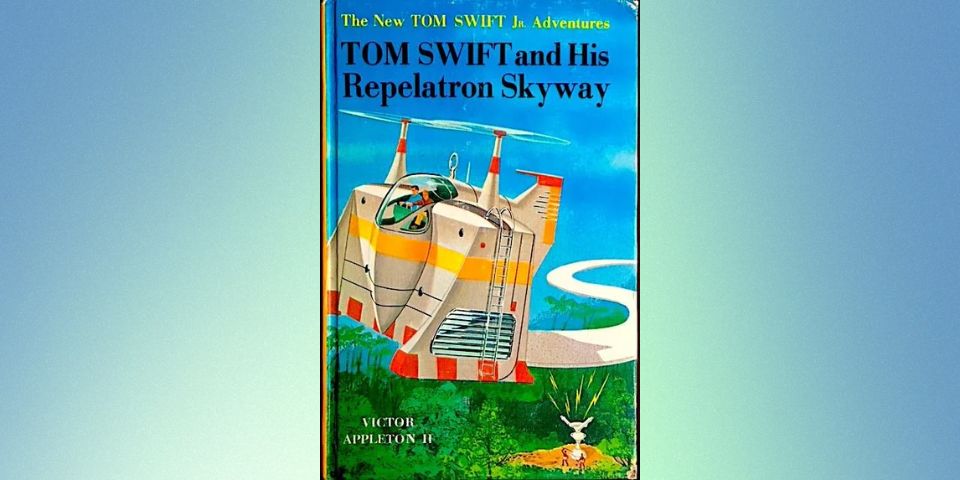 The New TOM SWIFT Jr. Adventures
TOM SWIFT and His
Repelatron Skyway
VICTOR
APPLETON II